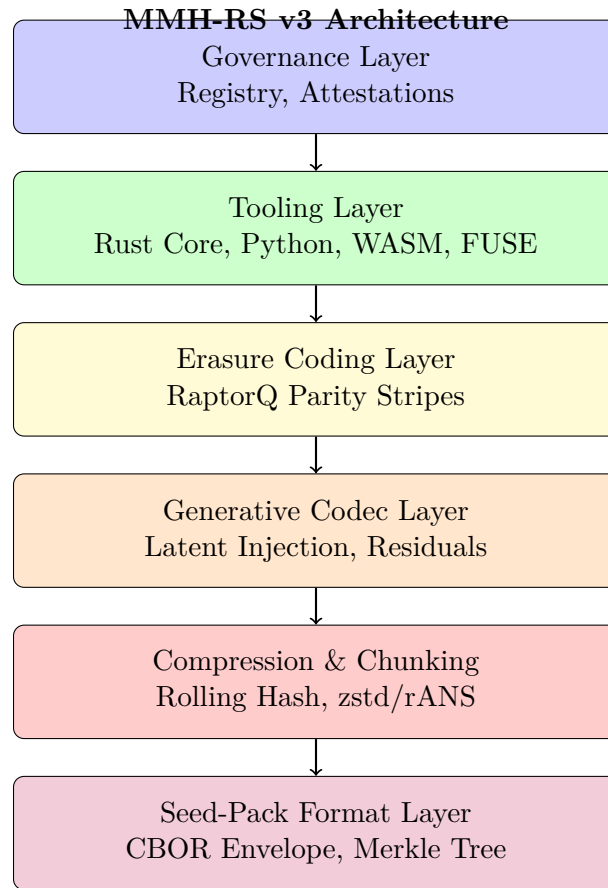 MMH-RS v3 Architecture
Governance Layer
Registry, Attestations
Tooling Layer
Rust Core, Python, WASM, FUSE
Erasure Coding Layer
RaptorQ Parity Stripes
Generative Codec Layer
Latent Injection, Residuals
Compression & Chunking
Rolling Hash, zstd/rANS
Seed-Pack Format Layer
CBOR Envelope, Merkle Tree